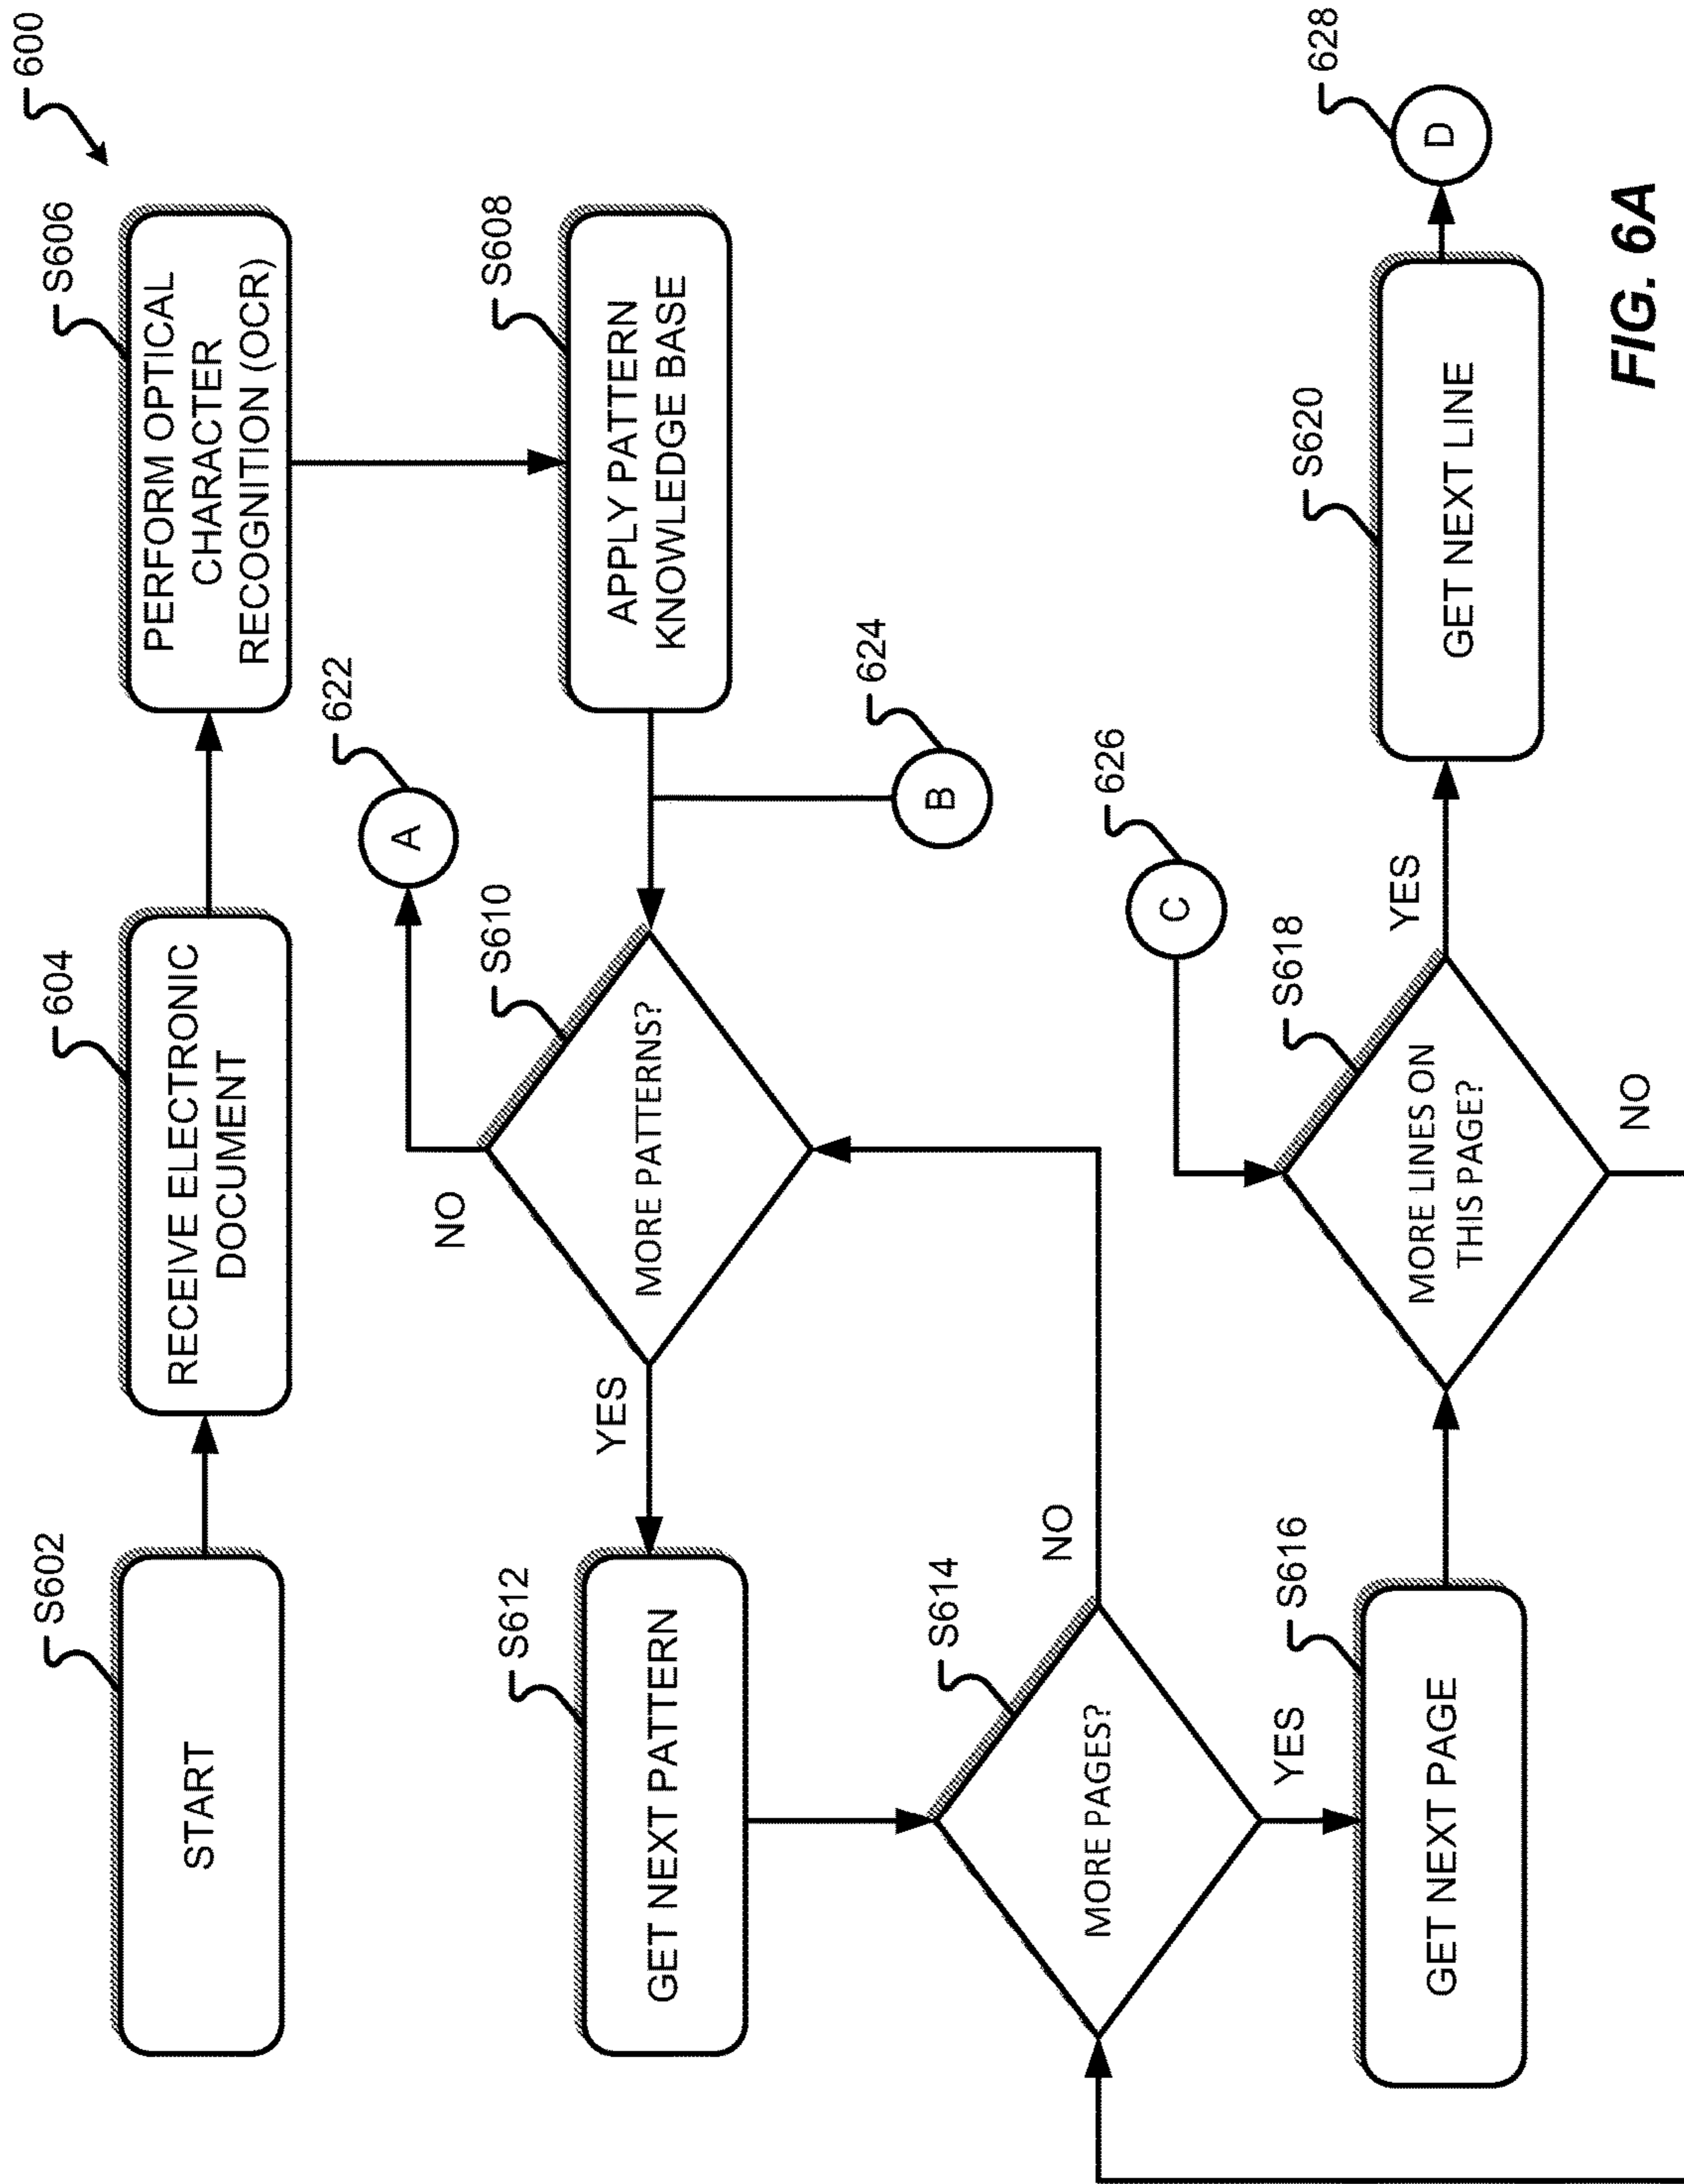 600
S602
START
604
RECEIVE ELECTRONIC
DOCUMENT
S606
PERFORM OPTICAL
CHARACTER
RECOGNITION (OCR)
S608
APPLY PATTERN
KNOWLEDGE BASE
622
A
624
B
S610
MORE PATTERNS?
NO
YES
S612
GET NEXT PATTERN
S614
MORE PAGES?
NO
YES
S616
GET NEXT PAGE
626
C
S618
MORE LINES ON
THIS PAGE?
YES
NO
S620
GET NEXT LINE
628
D
FIG. 6A